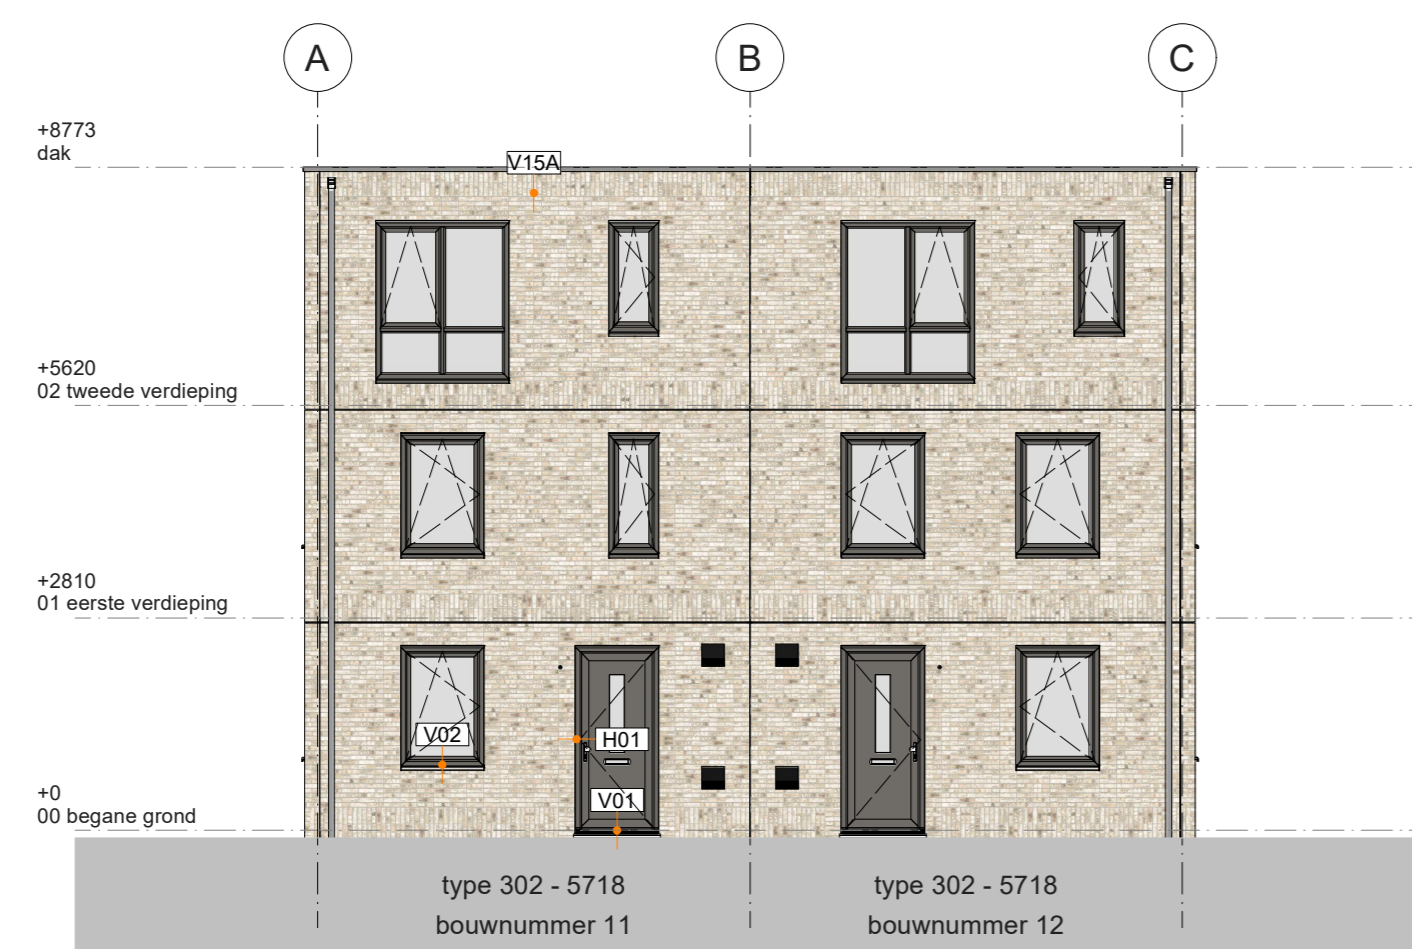 A
B
C
+8773
dak
V15A
+5620
02 tweede verdieping
+2810
01 eerste verdieping
V02
H01
+0
00 begane grond
V01
type 302 - 5718
bouwnummer 11
type 302 - 5718
bouwnummer 12